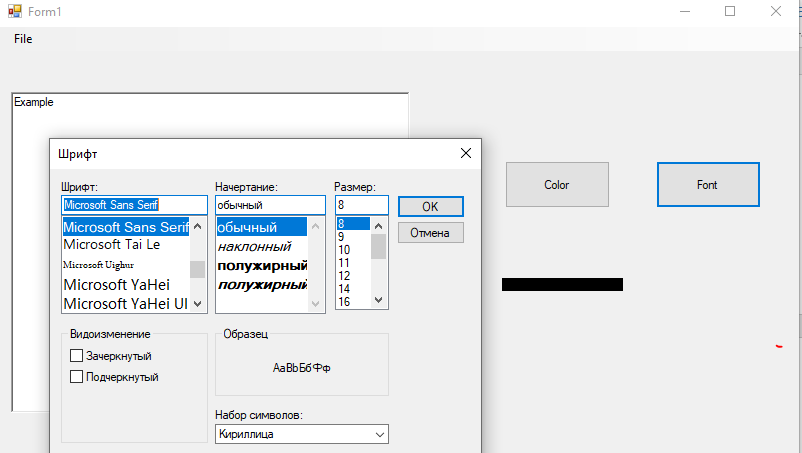 Form1
File
Example
Color
Font
Шрифт
Шрифт:
Начертание:
Размер:
Microsoft Sans Serif
обычный
8
OK
Отмена
Microsoft Sans Serif
Microsoft Tai Le
Microsoft Uighur
Microsoft YaHei
Microsoft YaHei UI
обычный
наклонный
полужирный
полужирный
8
9
10
11
12
14
16
Видоизменение
Зачеркнутый
Подчеркнутый
Образец
AaBbБбФф
Набор символов:
Кириллица